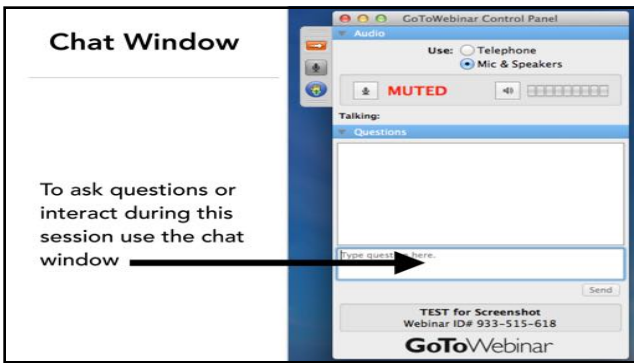 Chat Window
To ask questions or
interact during this
session use the chat
window
GoToWebinar Control Panel
Audio
Use: Telephone
Mic & Speakers
MUTED
Talking:
Questions
Type question here.
Send
TEST for Screenshot
Webinar ID# 933-515-618
GoToWebinar